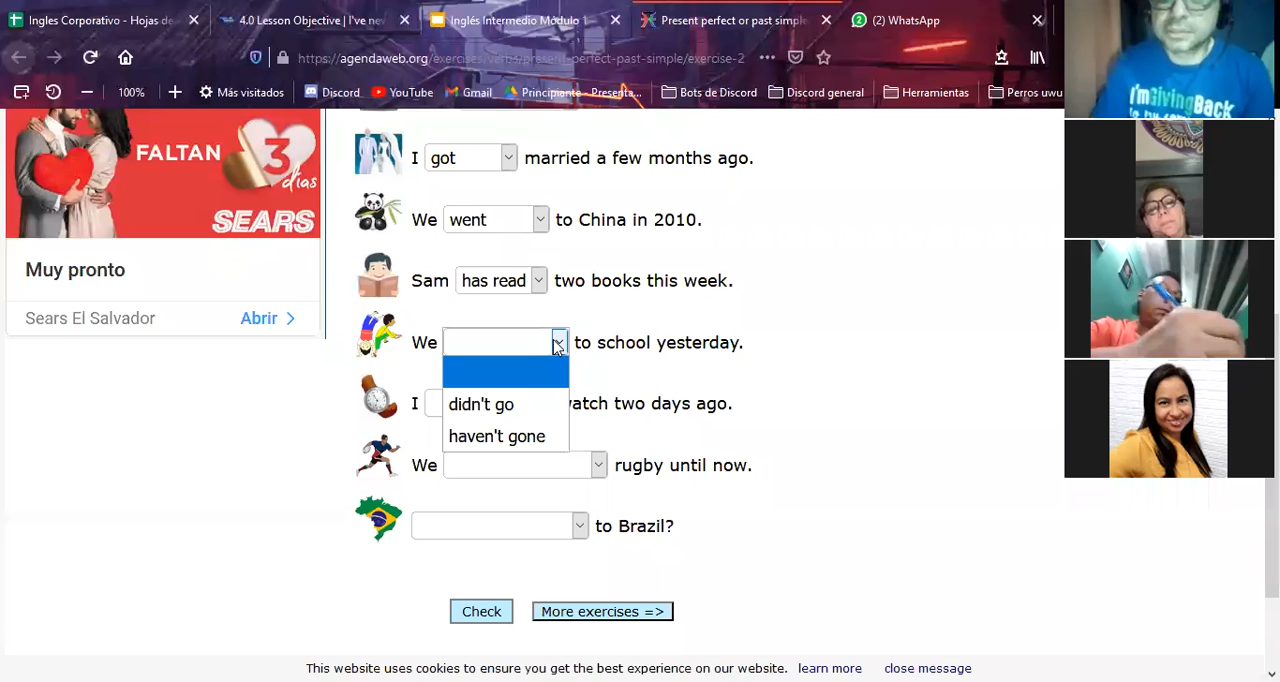 Ingles Corporativo - Hojas de
4.0 Lesson Objective | I've nev
Inglés Intermedio Módulo 1
Present perfect or past simple
(2) WhatsApp
https://agendaweb.org/exercises/verbs/present-perfect-past-simple/exercise-2
100%
Más visitados
Discord
YouTube
Gmail
Principiante - Presenta...
Bots de Discord
Discord general
Herramientas
Perros uwu
I'm Giving Back
FALTAN 3 días
SEARS
Muy pronto
Sears El Salvador
Abrir
I got married a few months ago.
We went to China in 2010.
Sam has read two books this week.
We to school yesterday.
didn't go
haven't gone
I atch two days ago.
We rugby until now.
to Brazil?
Check
More exercises =>
This website uses cookies to ensure you get the best experience on our website. learn more close message